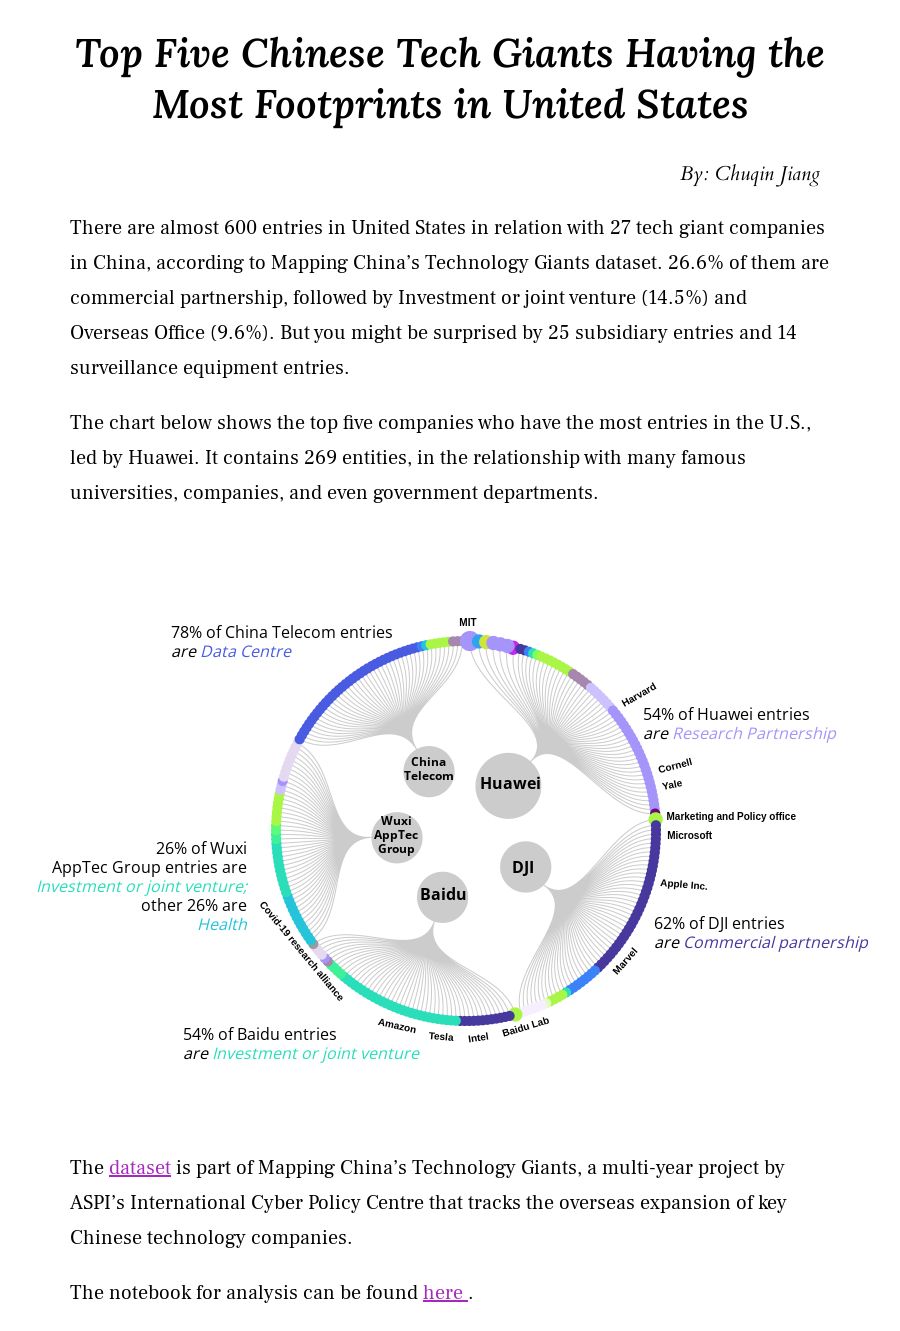 Top Five Chinese Tech Giants Having the
Most Footprints in United States
By: Chuqin Jiang
There are almost 600 entries in United States in relation with 27 tech giant companies
in China, according to Mapping China’s Technology Giants dataset. 26.6% of them are
commercial partnership, followed by Investment or joint venture (14.5%) and
Overseas Office (9.6%). But you might be surprised by 25 subsidiary entries and 14
surveillance equipment entries.
The chart below shows the top five companies who have the most entries in the U.S.,
led by Huawei. It contains 269 entities, in the relationship with many famous
universities, companies, and even government departments.
MIT
78% of China Telecom entries
are Data Centre
Harvard
54% of Huawei entries
are Research Partnership
Cornell
Yale
China
Telecom
Huawei
Marketing and Policy office
Microsoft
Wuxi
AppTec
Group
26% of Wuxi
AppTec Group entries are
Investment or joint venture;
other 26% are
Health
DJI
Baidu
Apple Inc.
62% of DJI entries
are Commercial partnership
Covid-19 research alliance
Marvel
Amazon
Tesla
Intel
Baidu Lab
54% of Baidu entries
are Investment or joint venture
The dataset is part of Mapping China’s Technology Giants, a multi-year project by
ASPI’s International Cyber Policy Centre that tracks the overseas expansion of key
Chinese technology companies.
The notebook for analysis can be found here .